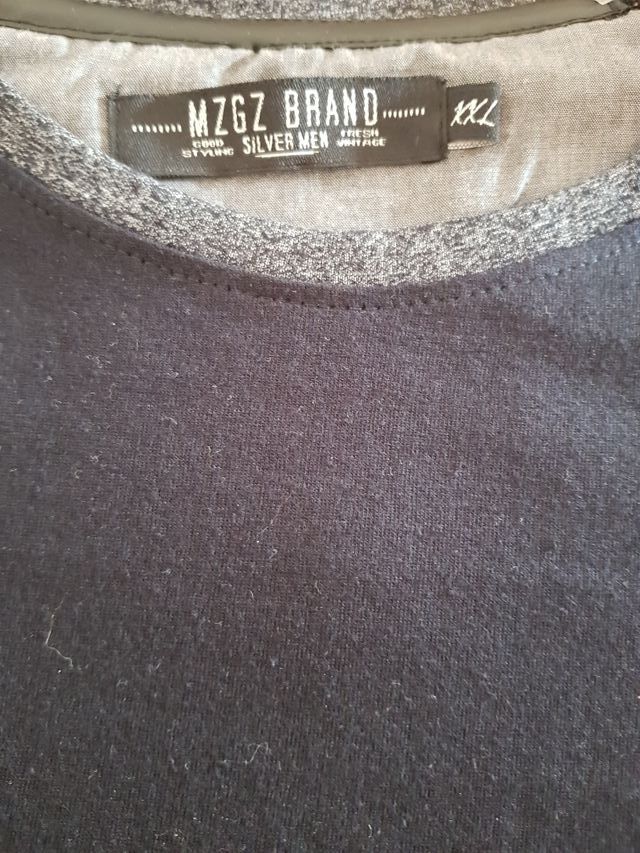 ........ MZGZ BRAND ........
GOOD STYLING SiLVER MEN FRESH VINTAGE
XXL